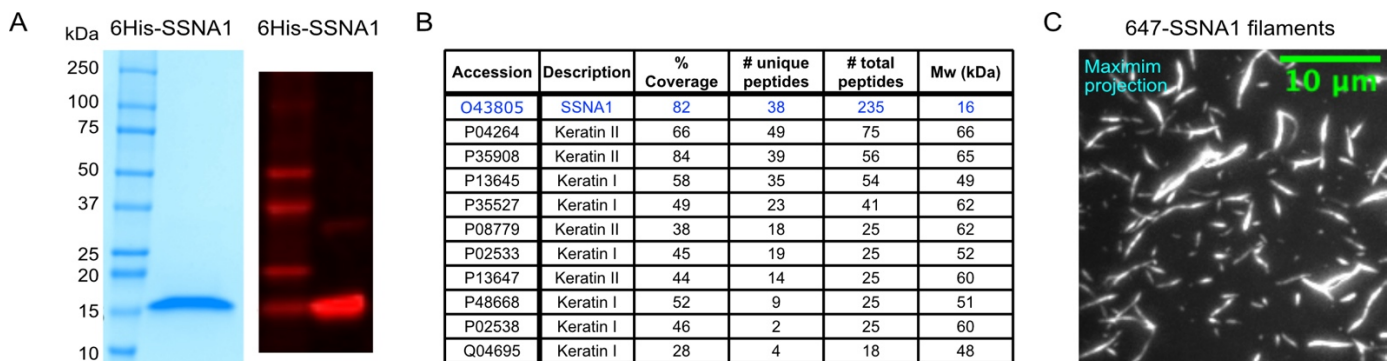 A
6His-SSNA1
6His-SSNA1
kDa
250
100
75
50
37
25
20
15
10
B
Accession Description % Coverage # unique peptides # total peptides Mw (kDa)
O43805 SSNA1 82 38 235 16
P04264 Keratin II 66 49 75 66
P35908 Keratin II 84 39 56 65
P13645 Keratin I 58 35 54 49
P35527 Keratin I 49 23 41 62
P08779 Keratin II 38 18 25 62
P02533 Keratin I 45 19 25 52
P13647 Keratin II 44 14 25 60
P48668 Keratin I 52 9 25 51
P02538 Keratin I 46 2 25 60
Q04695 Keratin I 28 4 18 48
C
647-SSNA1 filaments
Maximim
projection
10 μm